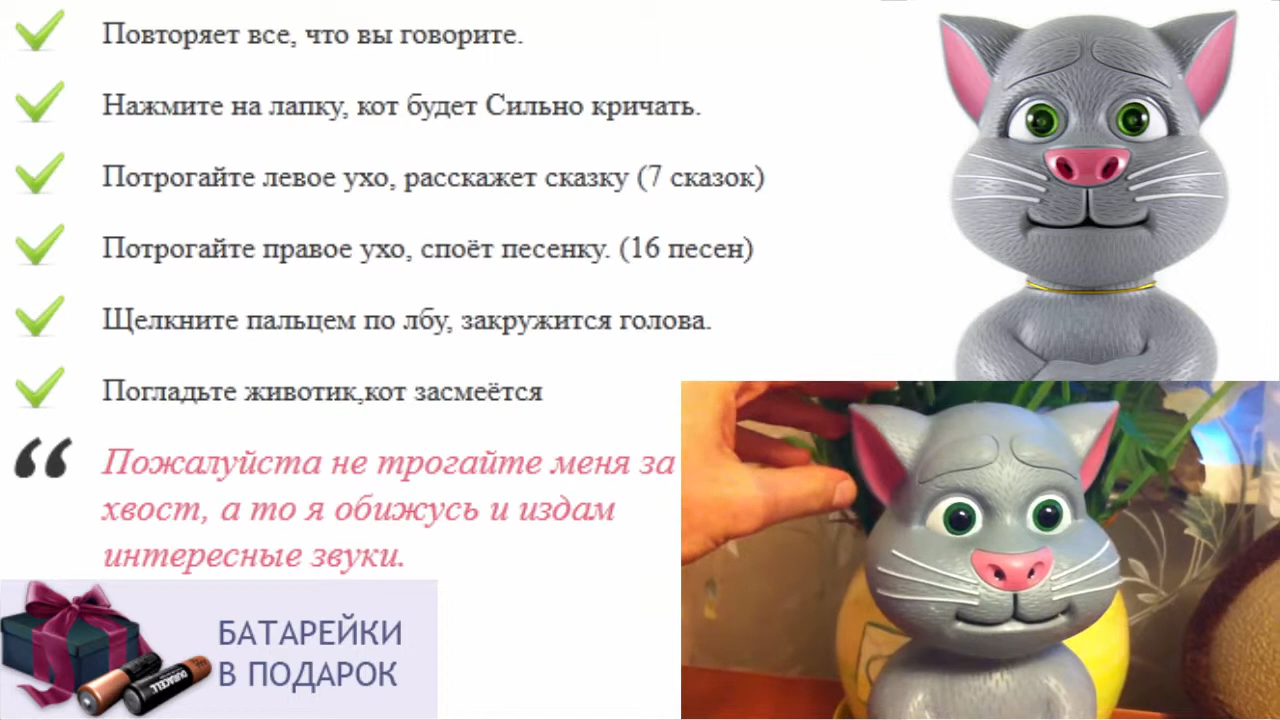 Повторяет все, что вы говорите.
Нажмите на лапку, кот будет Сильно кричать.
Потрогайте левое ухо, расскажет сказку (7 сказок)
Потрогайте правое ухо, споёт песенку. (16 песен)
Щелкните пальцем по лбу, закружится голова.
Погладьте животик,кот засмеётся
“ Пожалуйста не трогайте меня за
хвост, а то я обижусь и издам
интересные звуки.
БАТАРЕЙКИ
В ПОДАРОК
DURACELL